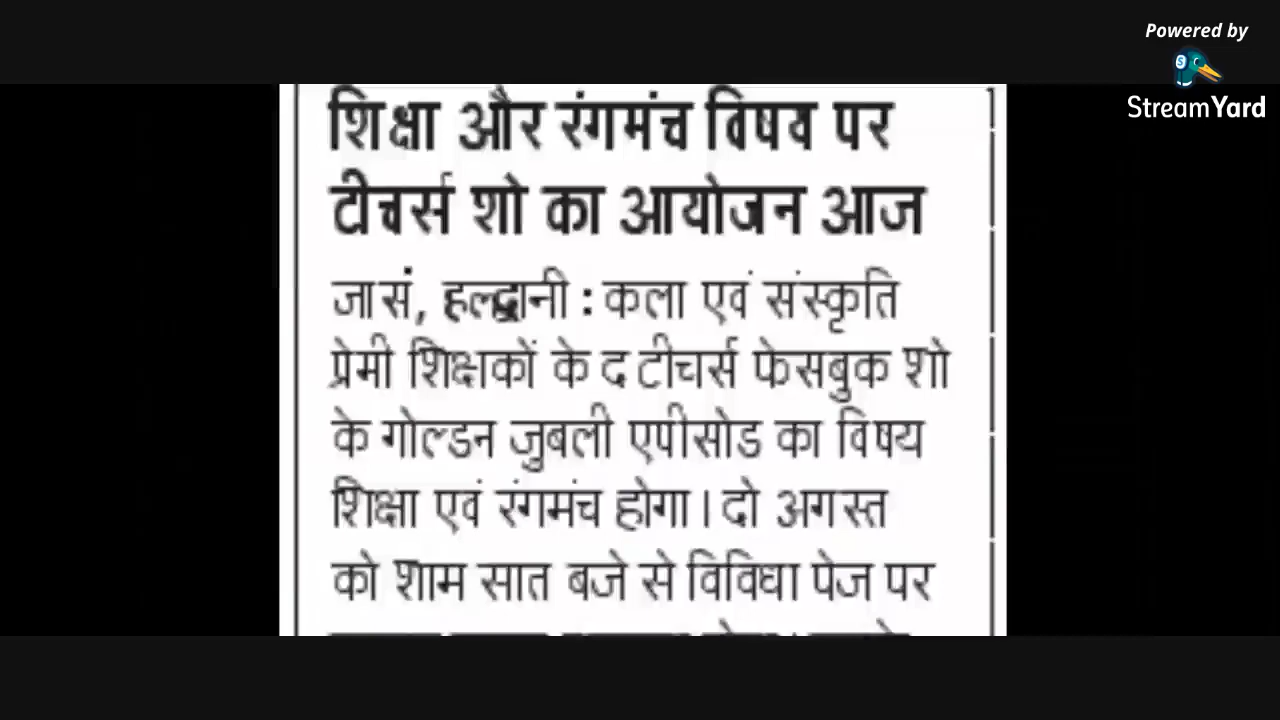 Powered by
StreamYard
शिक्षा और रंगमंच विषय पर
टीचर्स शो का आयोजन आज
जासं, हल्द्वानी : कला एवं संस्कृति
प्रेमी शिक्षकों के द टीचर्स फेसबुक शो
के गोल्डन जुबली एपीसोड का विषय
शिक्षा एवं रंगमंच होगा। दो अगस्त
को शाम सात बजे से विविधा पेज पर